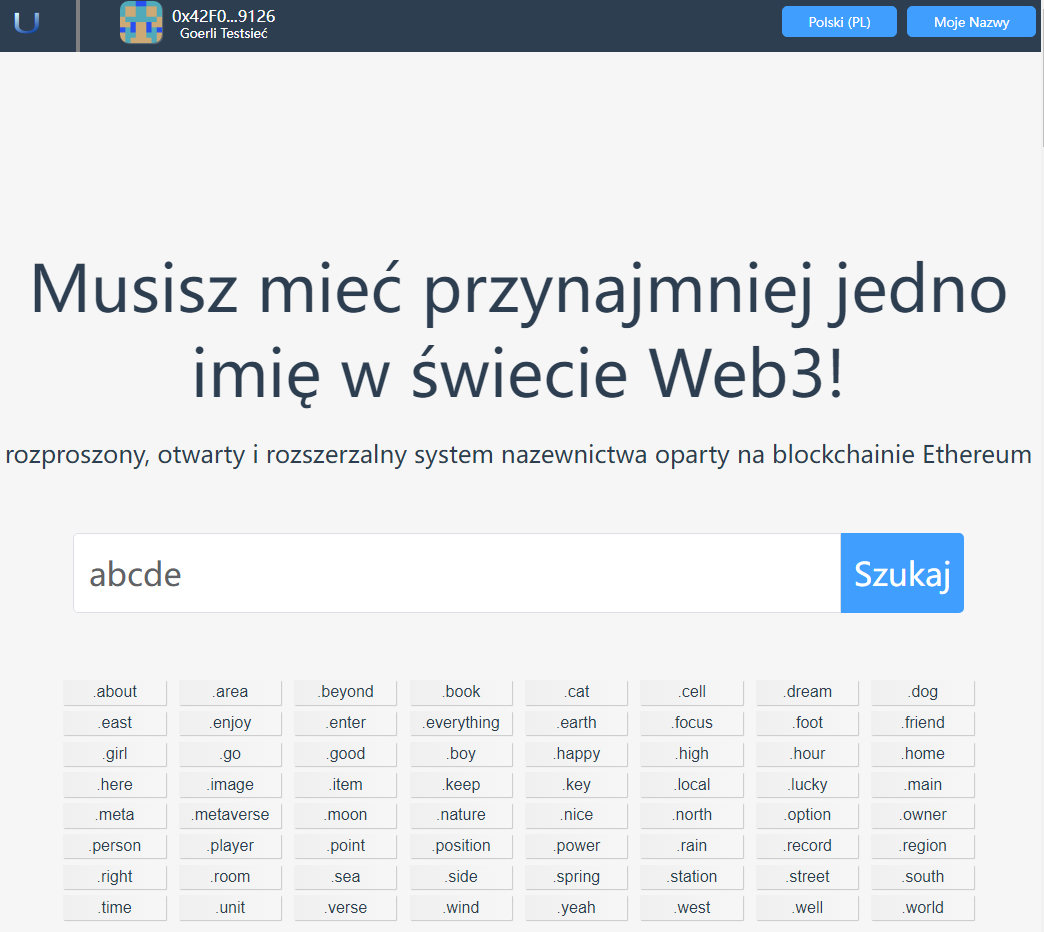 U
0x42F0...9126
Goerli Testsieć
Polski (PL)
Moje Nazwy
Musisz mieć przynajmniej jedno
imię w świecie Web3!
rozproszony, otwarty i rozszerzalny system nazewnictwa oparty na blockchainie Ethereum
abcde
Szukaj
.about .area .beyond .book .cat .cell .dream .dog
.east .enjoy .enter .everything .earth .focus .foot .friend
.girl .go .good .boy .happy .high .hour .home
.here .image .item .keep .key .local .lucky .main
.meta .metaverse .moon .nature .nice .north .option .owner
.person .player .point .position .power .rain .record .region
.right .room .sea .side .spring .station .street .south
.time .unit .verse .wind .yeah .west .well .world